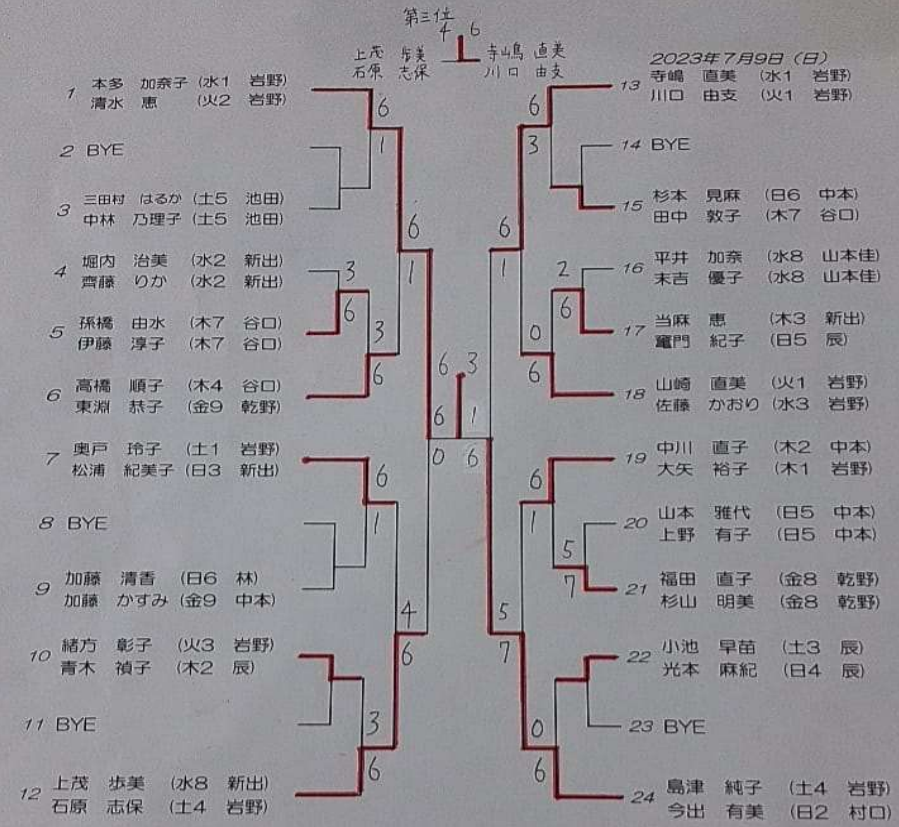 第三位
4 6
上茂 歩美 寺嶋 直美
石原 志保 川口 由支
2023年7月9日（日）
1 本多 加奈子 (水1 岩野)
清水 恵 (火2 岩野)
2 BYE
3 三田村 はるか (土5 池田)
中林 乃理子 (土5 池田)
4 堀内 治美 (水2 新出)
齊藤 りか (水2 新出)
5 孫橋 由水 (木7 谷口)
伊藤 淳子 (木7 谷口)
6 高橋 順子 (木4 谷口)
東淵 恭子 (金9 乾野)
7 奥戸 玲子 (土1 岩野)
松浦 紀美子 (日3 新出)
8 BYE
9 加藤 清香 (日6 林)
加藤 かすみ (金9 中本)
10 緒方 彰子 (火3 岩野)
青木 禎子 (木2 辰)
11 BYE
12 上茂 歩美 (水8 新出)
石原 志保 (土4 岩野)
6
1
3
6
3
6
6
1
6
1
3
6
4
6
6
0
6 3
1
6
13 寺嶋 直美 (水1 岩野)
川口 由支 (火1 岩野)
14 BYE
15 杉本 見麻 (日6 中本)
田中 敦子 (木7 谷口)
16 平井 加奈 (水8 山本佳)
末吉 優子 (水8 山本佳)
17 当麻 恵 (木3 新出)
竈門 紀子 (日5 辰)
18 山崎 直美 (火1 岩野)
佐藤 かおり (水3 岩野)
19 中川 直子 (木2 中本)
大矢 裕子 (木1 岩野)
20 山本 雅代 (日5 中本)
上野 有子 (日5 中本)
21 福田 直子 (金8 乾野)
杉山 明美 (金8 乾野)
22 小池 早苗 (土3 辰)
光本 麻紀 (日4 辰)
23 BYE
24 島津 純子 (土4 岩野)
今出 有美 (日2 村口)
6
3
2
6
0
6
6
1
6
1
5
7
0
6
5
7